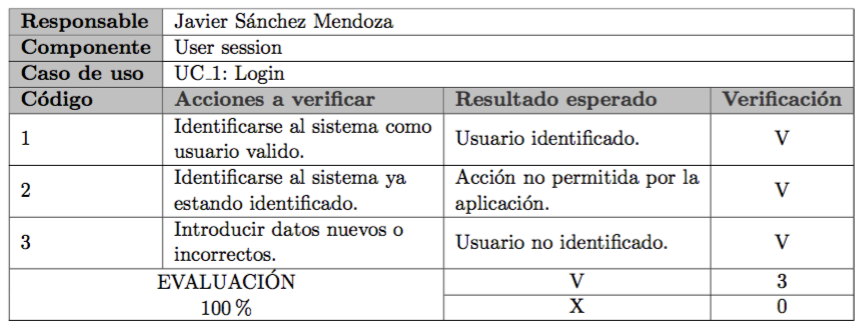 Responsable Javier Sánchez Mendoza
Componente User session
Caso de uso UC_1: Login
Código Acciones a verificar Resultado esperado Verificación
1 Identificarse al sistema como usuario valido. Usuario identificado. V
2 Identificarse al sistema ya estando identificado. Acción no permitida por la aplicación. V
3 Introducir datos nuevos o incorrectos. Usuario no identificado. V
EVALUACIÓN V 3
100 % X 0